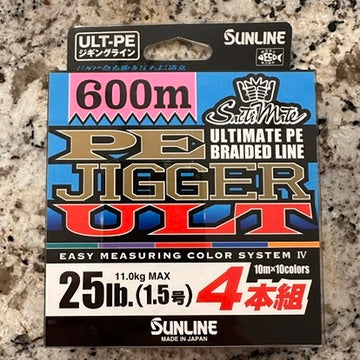 ULT-PE
ジギングライン
SUNLINE
600m
SaltiMate
PE
ULTIMATE PE
BRAIDED LINE
JIGGER
ULT
EASY MEASURING COLOR SYSTEM IV
10m×10colors
11.0kg MAX
25lb. (1.5号)
4本組
SUNLINE
MADE IN JAPAN